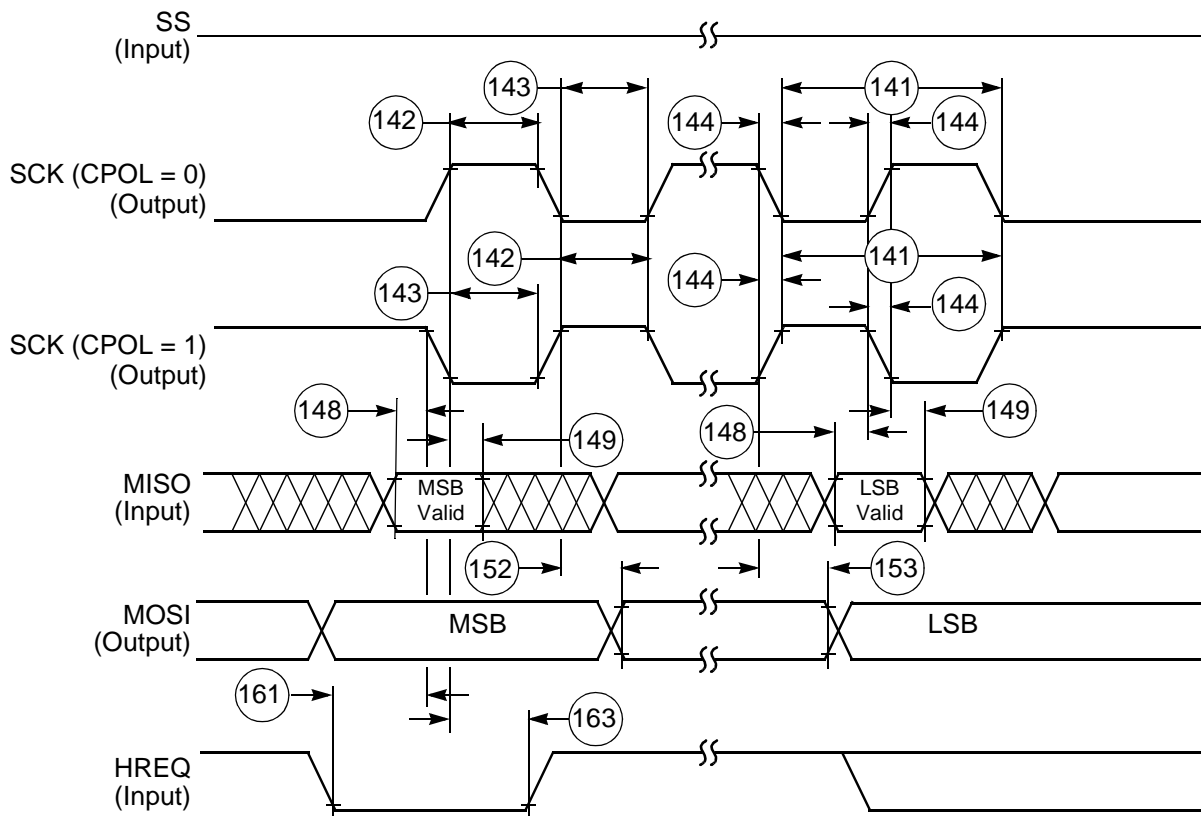 SS
(Input)
143
141
142
144
144
SCK (CPOL = 0)
(Output)
142
141
143
144
144
SCK (CPOL = 1)
(Output)
148
149
148
149
MISO
(Input)
MSB
Valid
LSB
Valid
152
153
MOSI
(Output)
MSB
LSB
161
163
HREQ
(Input)